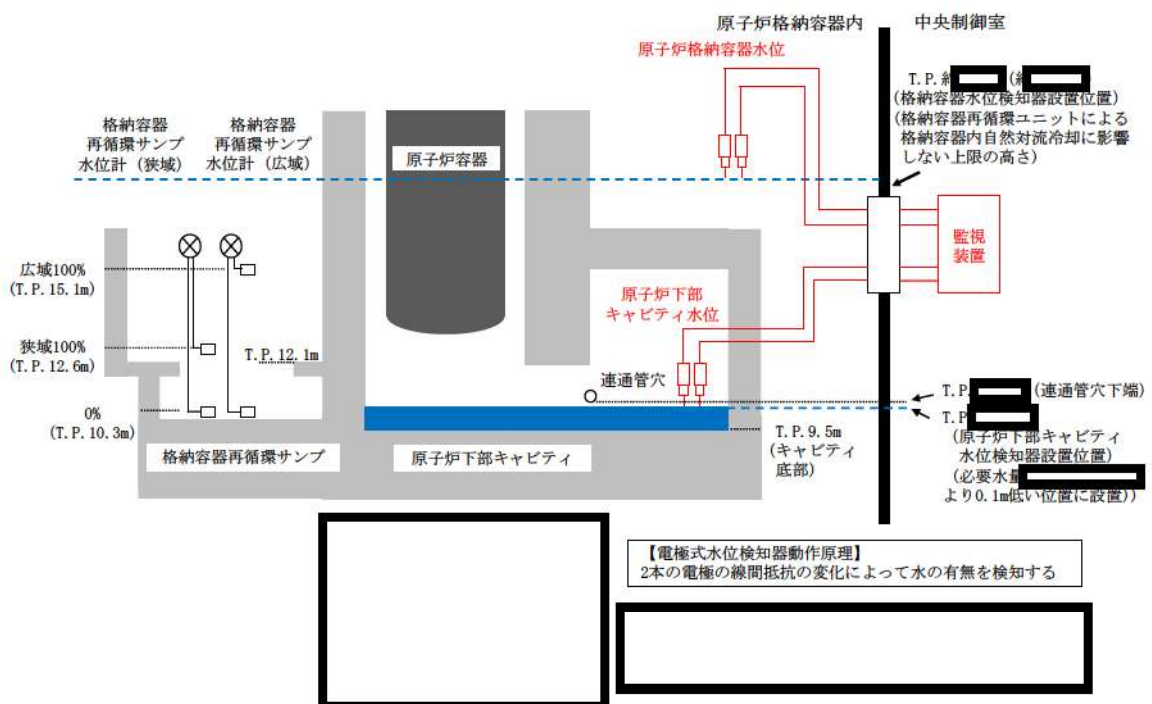 原子炉格納容器内
中央制御室
原子炉格納容器水位
T.P.約 (約
(格納容器水位検知器設置位置)
(格納容器再循環ユニットによる
格納容器内自然対流冷却に影響
しない上限の高さ)
格納容器
再循環サンプ
水位計（狭域）
格納容器
再循環サンプ
水位計（広域）
原子炉容器
監視
装置
広域100%
(T.P.15.1m)
原子炉下部
キャビティ水位
狭域100%
(T.P.12.6m)
T.P.12.1m
連通管穴
T.P. (連通管穴下端)
0%
(T.P.10.3m)
T.P
(原子炉下部キャビティ
水位検知器設置位置)
(必要水量
より0.1m低い位置に設置))
T.P.9.5m
(キャビティ
底部)
格納容器再循環サンプ
原子炉下部キャビティ
【電極式水位検知器動作原理】
2本の電極の線間抵抗の変化によって水の有無を検知する